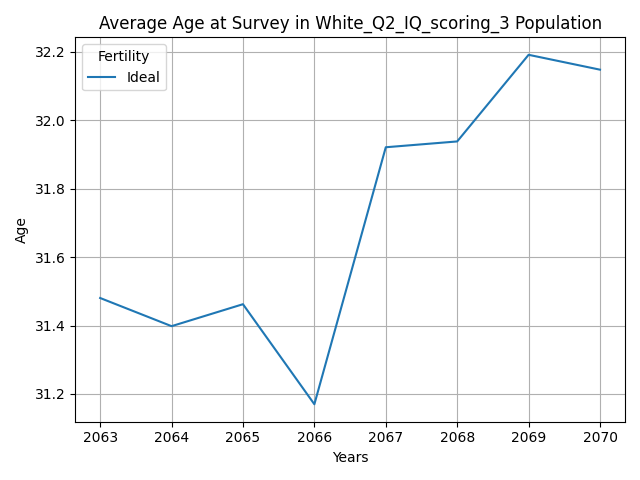 Average Age at Survey in White_Q2_IQ_scoring_3 Population
Fertility
Ideal
32.2
32.0
31.8
31.6
31.4
31.2
Age
2063 2064 2065 2066 2067 2068 2069 2070
Years